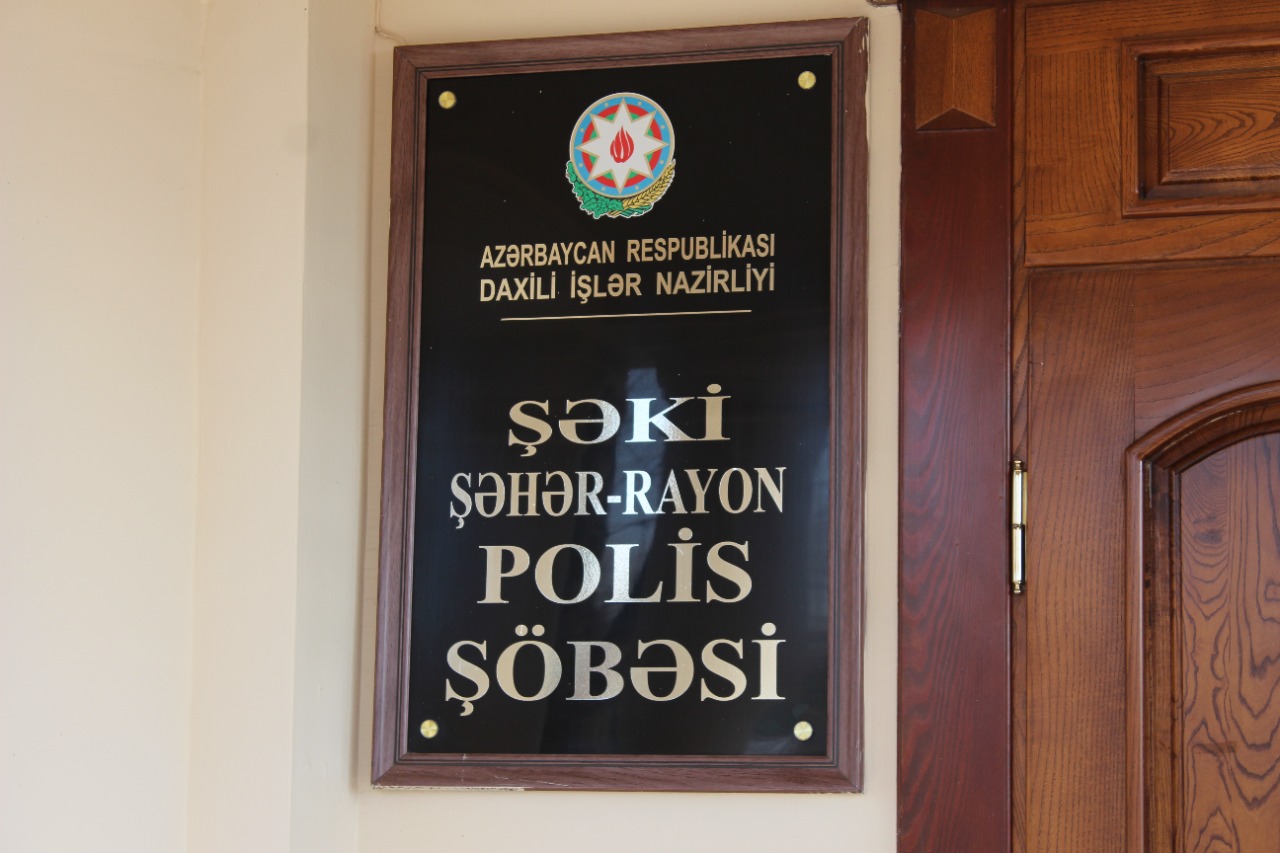 AZƏRBAYCAN RESPUBLİKASI
DAXİLİ İŞLƏR NAZİRLİYİ
ŞƏKİ
ŞƏHƏR-RAYON
POLİS
ŞÖBƏSİ